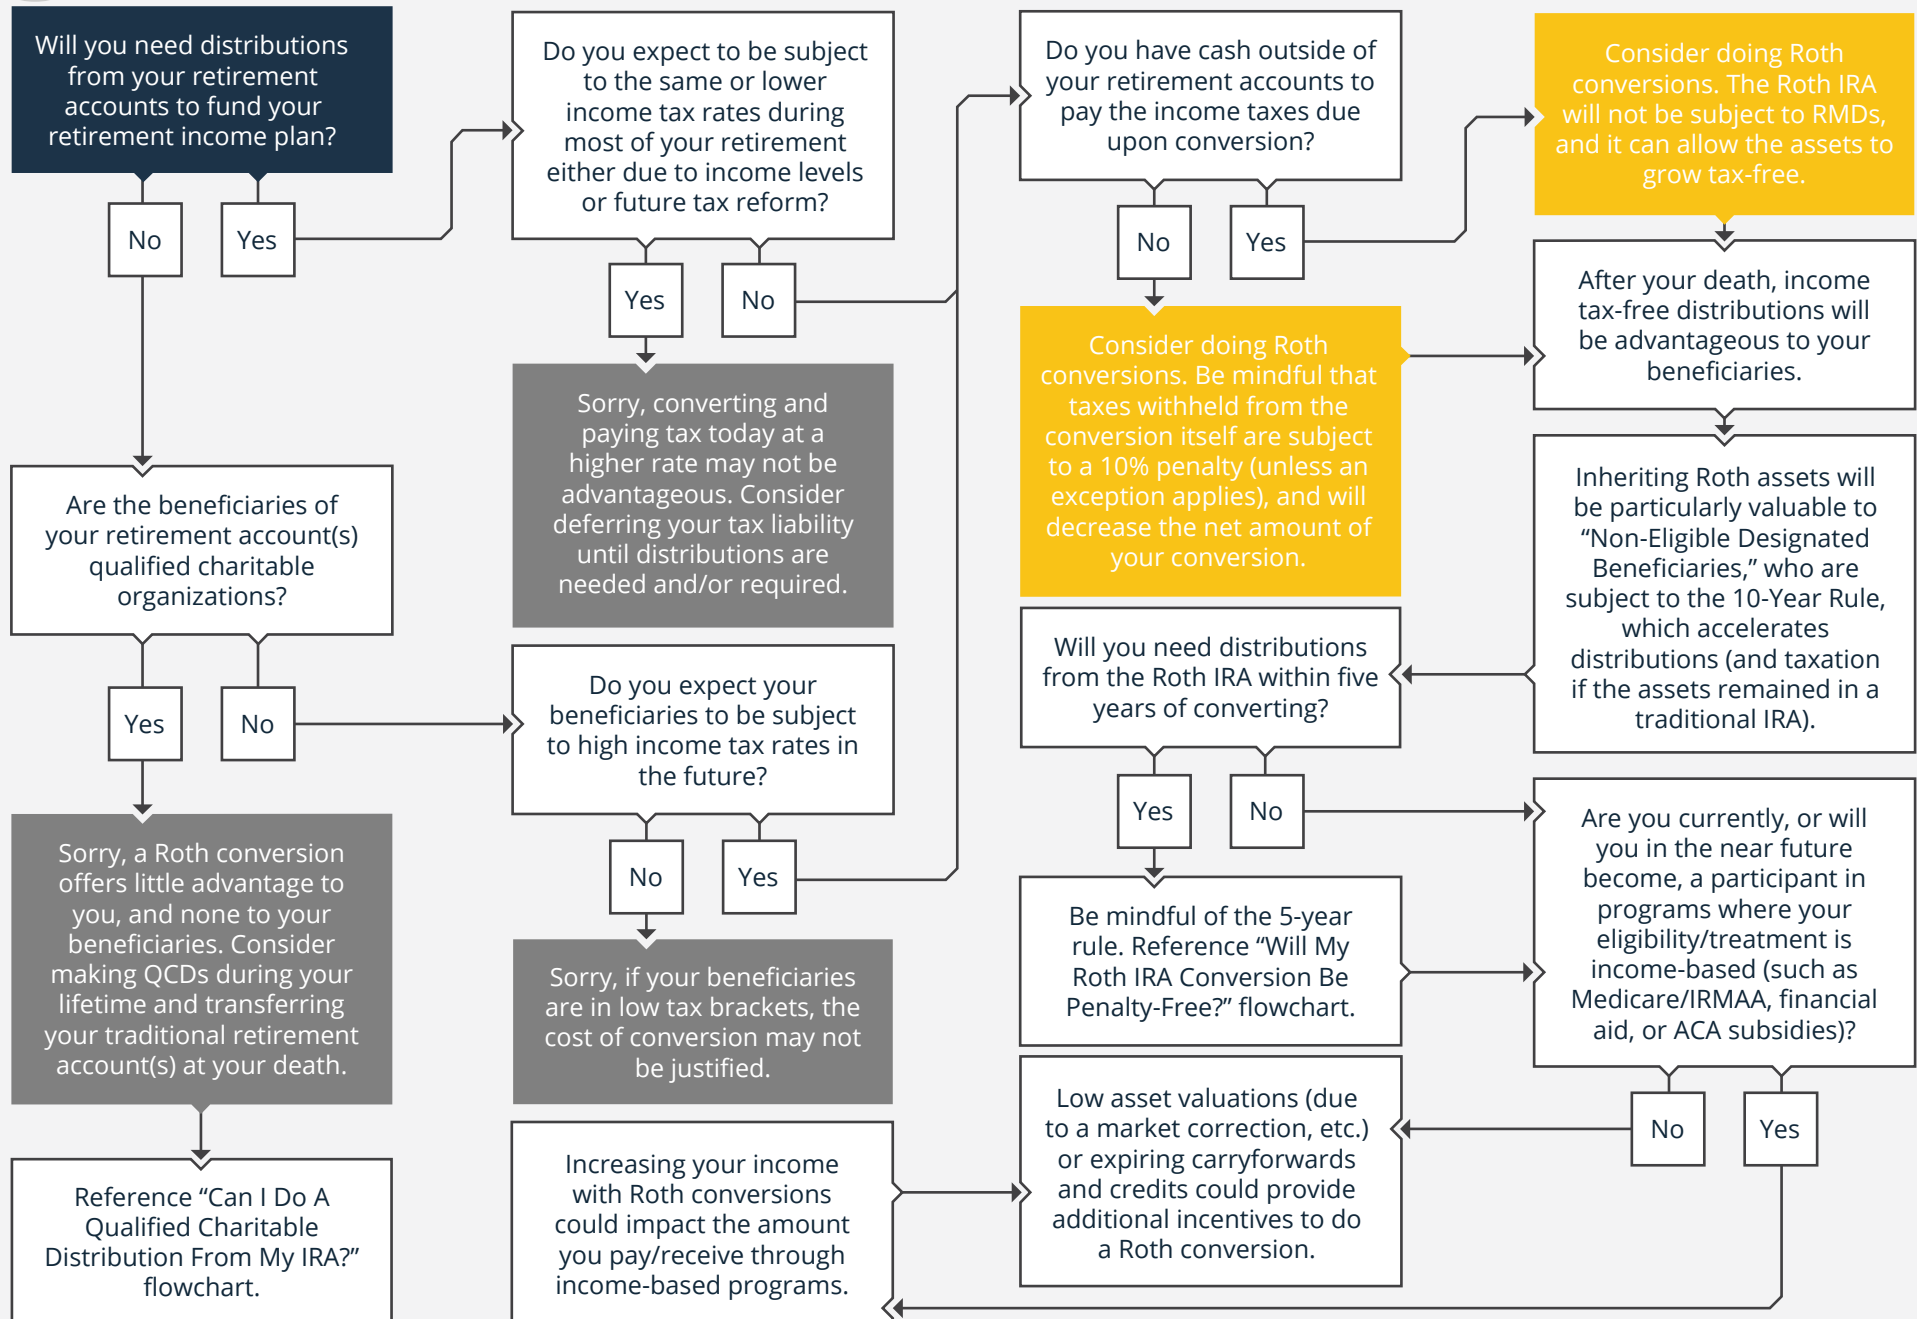 Will you need distributions
from your retirement
accounts to fund your
retirement income plan?
No
Yes
Do you expect to be subject
to the same or lower
income tax rates during
most of your retirement
either due to income levels
or future tax reform?
Yes
No
Sorry, converting and
paying tax today at a
higher rate may not be
advantageous. Consider
deferring your tax liability
until distributions are
needed and/or required.
Are the beneficiaries of
your retirement account(s)
qualified charitable
organizations?
Yes
No
Sorry, a Roth conversion
offers little advantage to
you, and none to your
beneficiaries. Consider
making QCDs during your
lifetime and transferring
your traditional retirement
account(s) at your death.
Reference “Can I Do A
Qualified Charitable
Distribution From My IRA?”
flowchart.
Do you expect your
beneficiaries to be subject
to high income tax rates in
the future?
No
Yes
Sorry, if your beneficiaries
are in low tax brackets, the
cost of conversion may not
be justified.
Do you have cash outside of
your retirement accounts to
pay the income taxes due
upon conversion?
No
Yes
Consider doing Roth
conversions. Be mindful that
taxes withheld from the
conversion itself are subject
to a 10% penalty (unless an
exception applies), and will
decrease the net amount of
your conversion.
Consider doing Roth
conversions. The Roth IRA
will not be subject to RMDs,
and it can allow the assets to
grow tax-free.
After your death, income
tax-free distributions will
be advantageous to your
beneficiaries.
Inheriting Roth assets will
be particularly valuable to
“Non-Eligible Designated
Beneficiaries,” who are
subject to the 10-Year Rule,
which accelerates
distributions (and taxation
if the assets remained in a
traditional IRA).
Will you need distributions
from the Roth IRA within five
years of converting?
Yes
No
Be mindful of the 5-year
rule. Reference “Will My
Roth IRA Conversion Be
Penalty-Free?” flowchart.
Are you currently, or will
you in the near future
become, a participant in
programs where your
eligibility/treatment is
income-based (such as
Medicare/IRMAA, financial
aid, or ACA subsidies)?
No
Yes
Increasing your income
with Roth conversions
could impact the amount
you pay/receive through
income-based programs.
Low asset valuations (due
to a market correction, etc.)
or expiring carryforwards
and credits could provide
additional incentives to do
a Roth conversion.